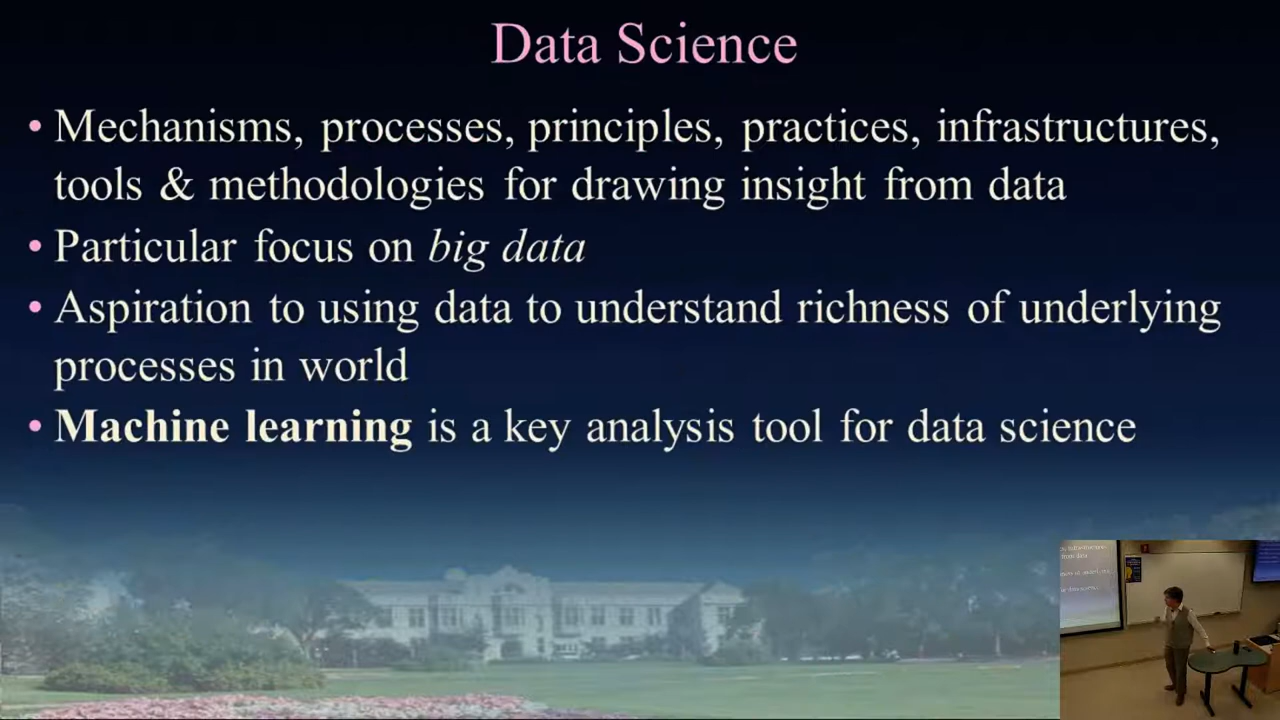 Data Science
• Mechanisms, processes, principles, practices, infrastructures,
tools & methodologies for drawing insight from data
• Particular focus on big data
• Aspiration to using data to understand richness of underlying
processes in world
• Machine learning is a key analysis tool for data science